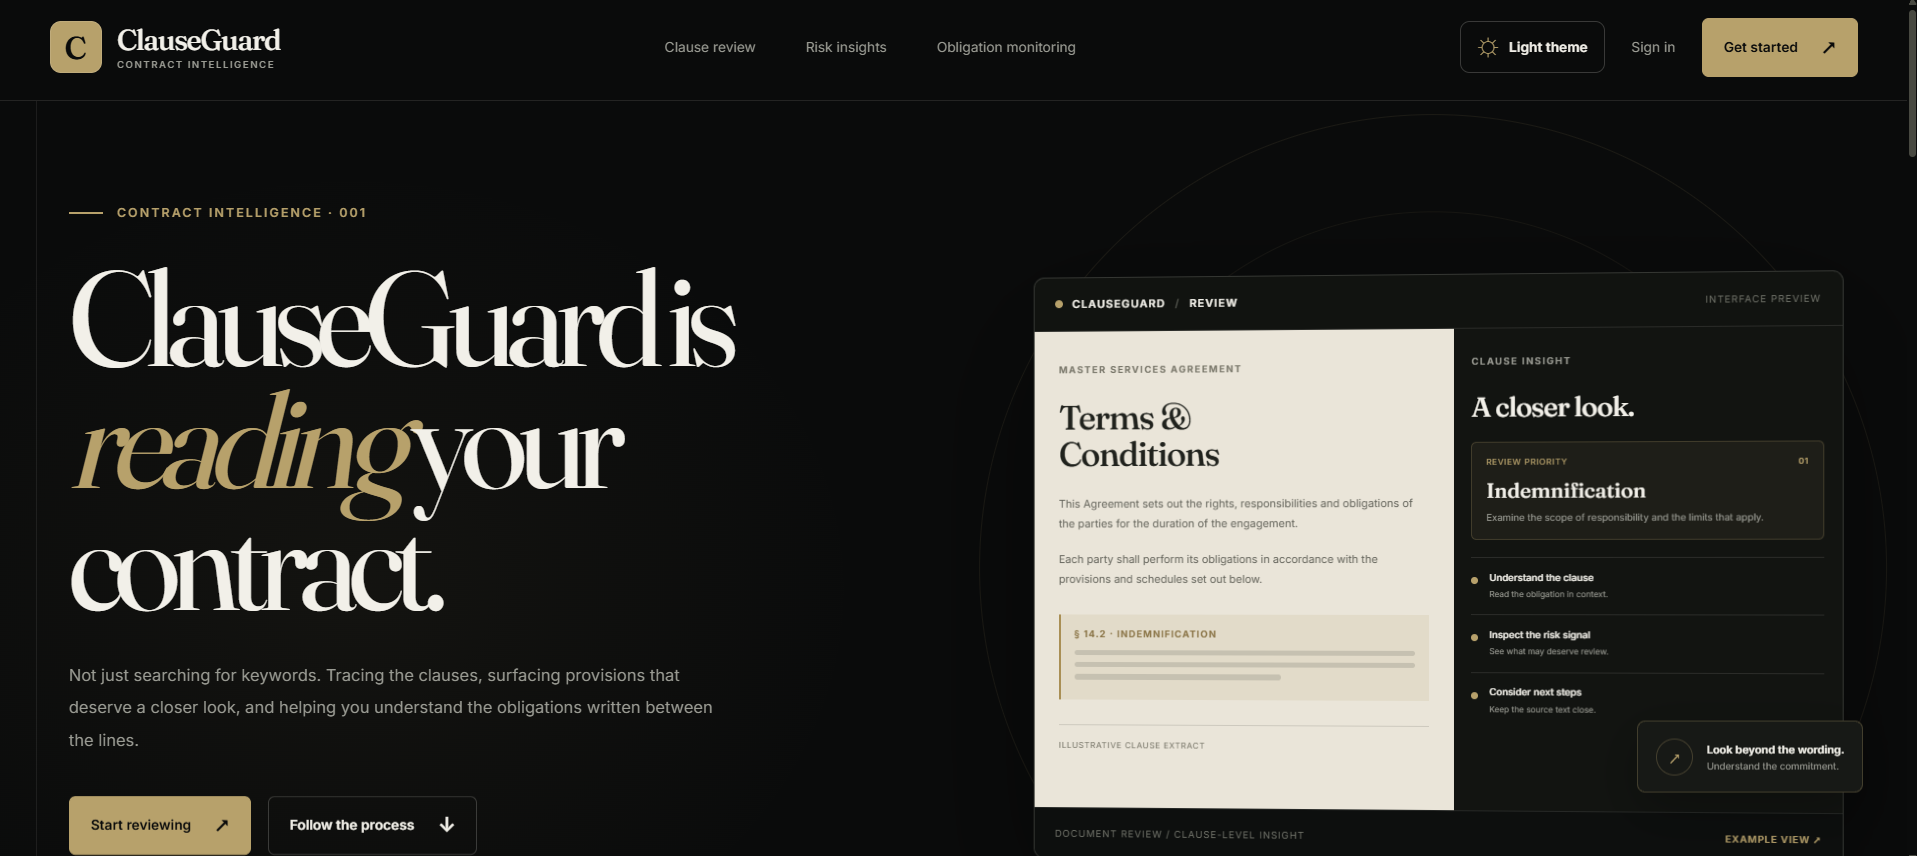 C
ClauseGuard
CONTRACT INTELLIGENCE
Clause review
Risk insights
Obligation monitoring
Light theme
Sign in
Get started ↗
CONTRACT INTELLIGENCE · 001
ClauseGuard is
reading your
contract.
Not just searching for keywords. Tracing the clauses, surfacing provisions that
deserve a closer look, and helping you understand the obligations written between
the lines.
Start reviewing ↗
Follow the process ↓
CLAUSEGUARD / REVIEW
INTERFACE PREVIEW
MASTER SERVICES AGREEMENT
Terms &
Conditions
This Agreement sets out the rights, responsibilities and obligations of
the parties for the duration of the engagement.
Each party shall perform its obligations in accordance with the
provisions and schedules set out below.
§ 14.2 · INDEMNIFICATION
ILLUSTRATIVE CLAUSE EXTRACT
CLAUSE INSIGHT
A closer look.
REVIEW PRIORITY
01
Indemnification
Examine the scope of responsibility and the limits that apply.
Understand the clause
Read the obligation in context.
Inspect the risk signal
See what may deserve review.
Consider next steps
Keep the source text close.
↗
Look beyond the wording.
Understand the commitment.
DOCUMENT REVIEW / CLAUSE-LEVEL INSIGHT
EXAMPLE VIEW ↗